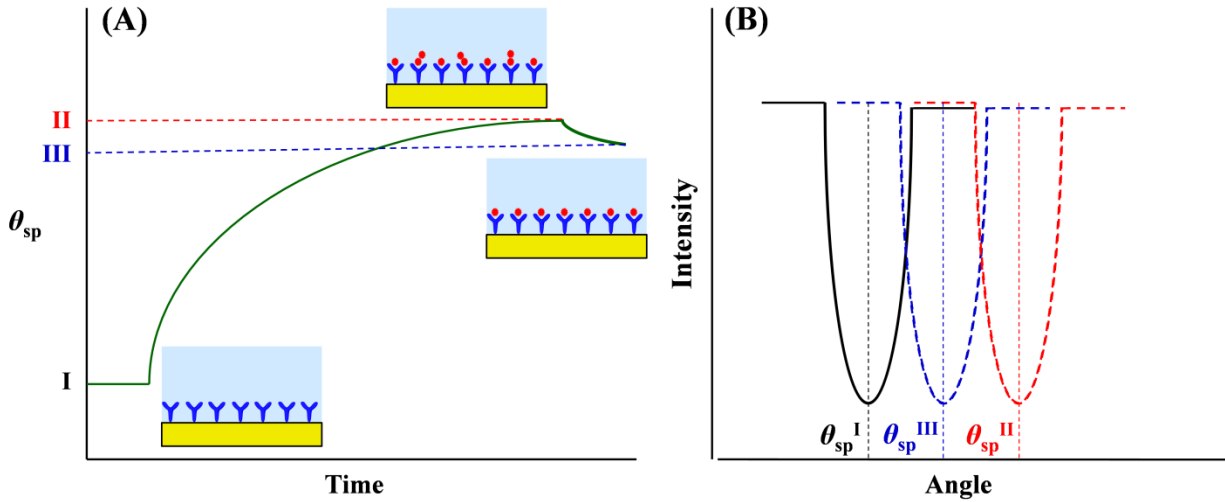 (A)
II
III
θsp
I
Time
(B)
Intensity
θspI
θspIII
θspII
Angle